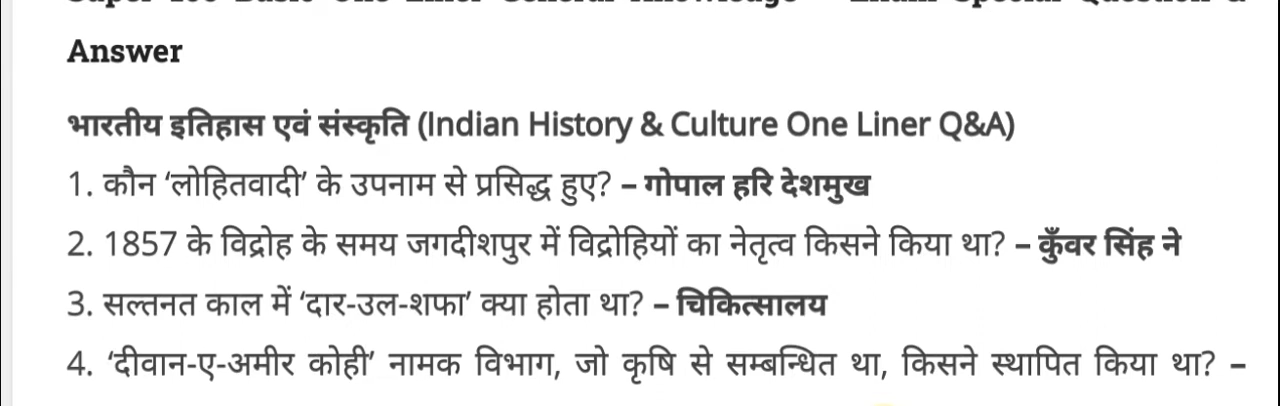 Answer
भारतीय इतिहास एवं संस्कृति (Indian History & Culture One Liner Q&A)
1. कौन ‘लोहितवादी’ के उपनाम से प्रसिद्ध हुए? – गोपाल हरि देशमुख
2. 1857 के विद्रोह के समय जगदीशपुर में विद्रोहियों का नेतृत्व किसने किया था? – कुँवर सिंह ने
3. सल्तनत काल में ‘दार-उल-शफा’ क्या होता था? – चिकित्सालय
4. ‘दीवान-ए-अमीर कोही’ नामक विभाग, जो कृषि से सम्बन्धित था, किसने स्थापित किया था? –